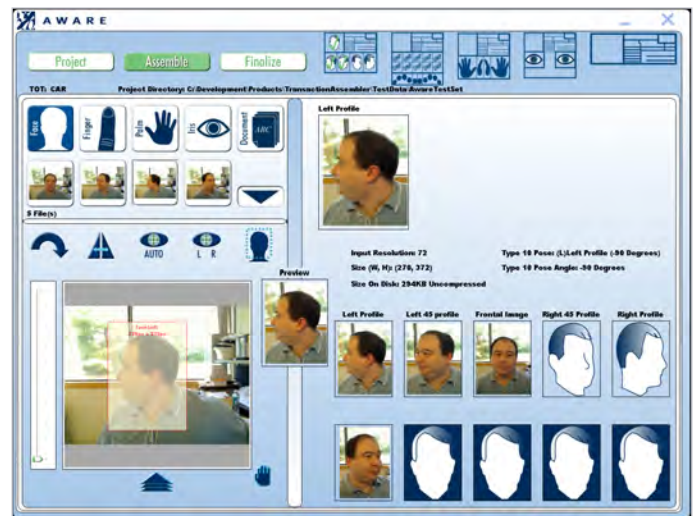 AWARE
Project
Assemble
Finalize
TOT: CAR
Project Directory: C:\Development\Products\TransactionAssembler\TestData\AwareTestSet
Face
Finger
Palm
Iris
Document
ABC
5 File(s)
AUTO
L R
Left Profile
Input Resolution: 72
Type 10 Pose: (L)Left Profile (-90 Degrees)
Size (W, H): (278, 372)
Type 10 Pose Angle: -90 Degrees
Size On Disk: 294KB Uncompressed
Preview
Left Profile
Left 45 profile
Frontal Image
Right 45 Profile
Right Profile